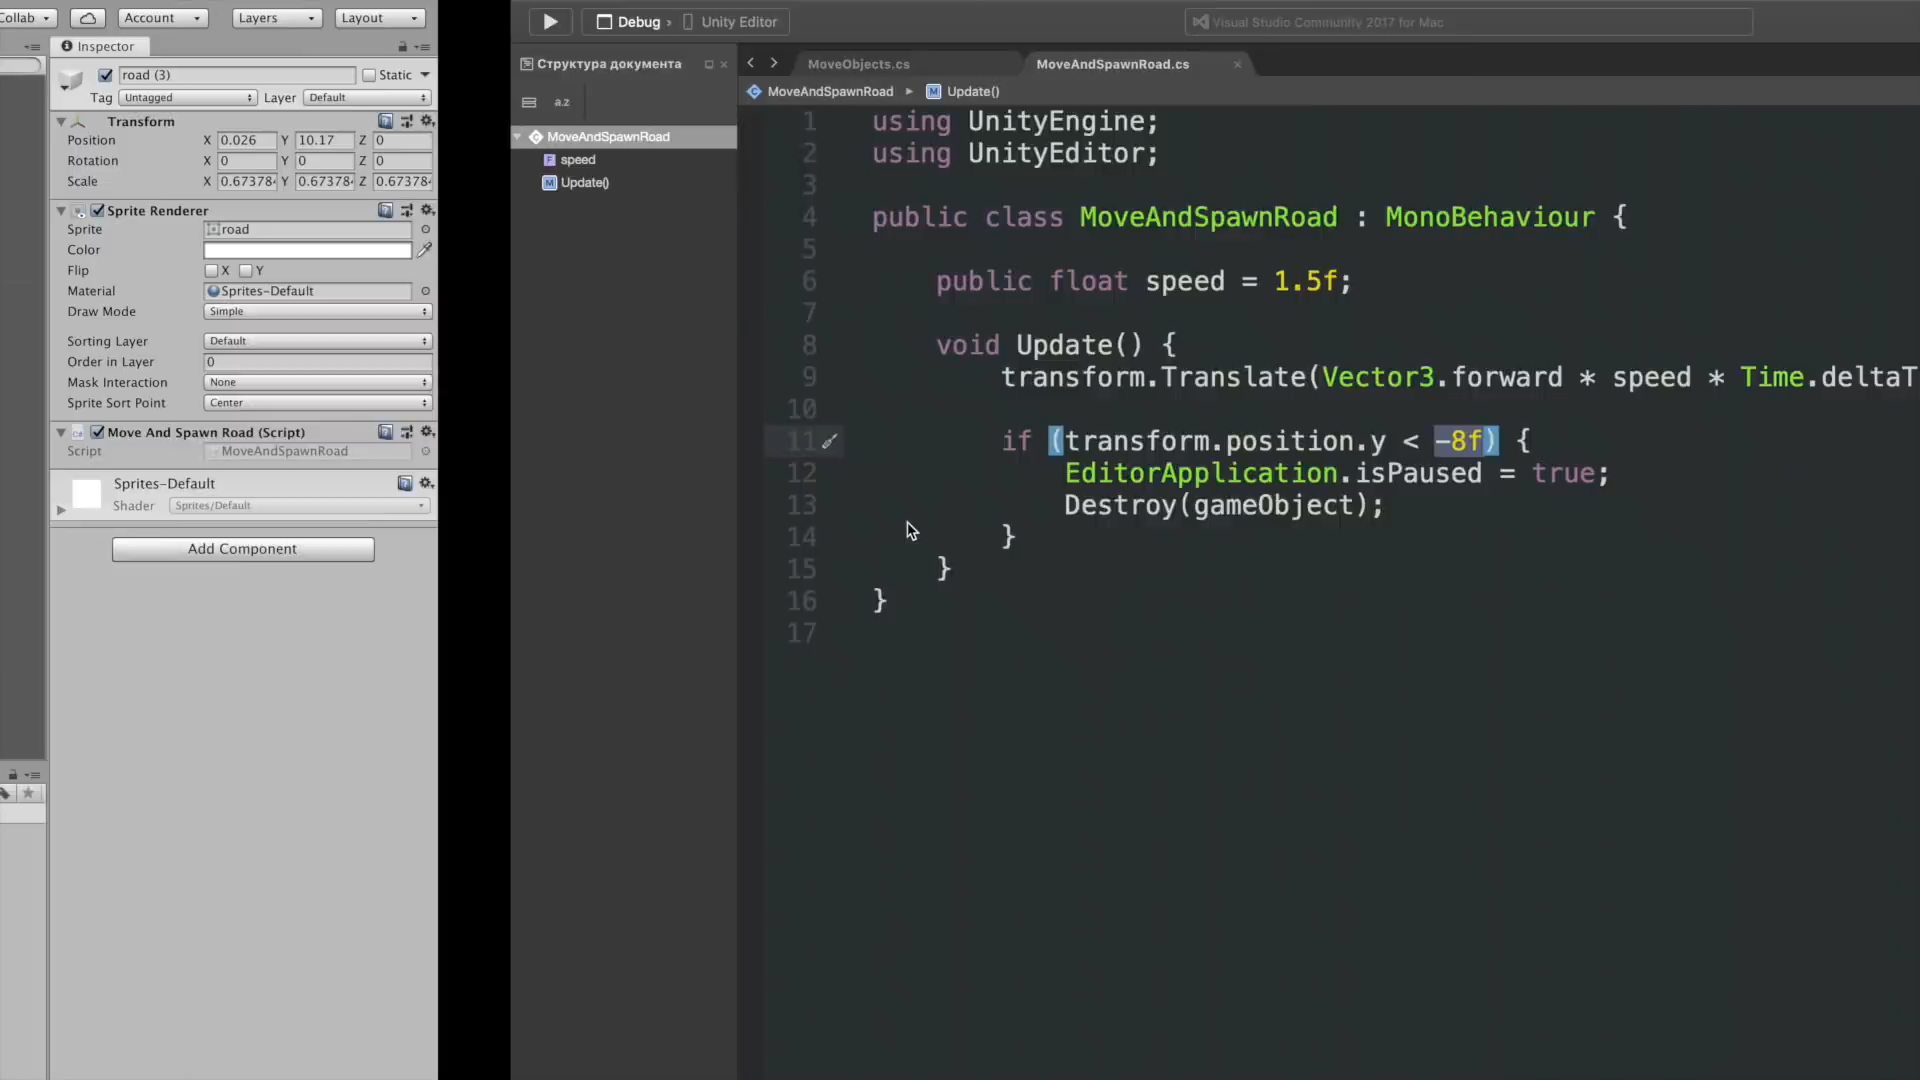 Collab
Account
Layers
Layout
Inspector
road (3)
Static
Tag
Untagged
Layer
Default
Transform
Position X 0.026 Y 10.17 Z 0
Rotation X 0 Y 0 Z 0
Scale X 0.67378 Y 0.67378 Z 0.67378
Sprite Renderer
Sprite
road
Color
Flip X Y
Material
Sprites-Default
Draw Mode
Simple
Sorting Layer
Default
Order in Layer
0
Mask Interaction
None
Sprite Sort Point
Center
Move And Spawn Road (Script)
Script
MoveAndSpawnRoad
Sprites-Default
Shader
Sprites/Default
Add Component
Debug
Unity Editor
Visual Studio Community 2017 for Mac
Структура документа
a.z
MoveAndSpawnRoad
speed
Update()
MoveObjects.cs
MoveAndSpawnRoad.cs
MoveAndSpawnRoad
Update()
1 using UnityEngine;
2 using UnityEditor;
3
4 public class MoveAndSpawnRoad : MonoBehaviour {
5
6 public float speed = 1.5f;
7
8 void Update() {
9 transform.Translate(Vector3.forward * speed * Time.deltaT
10
11 if (transform.position.y < -8f) {
12 EditorApplication.isPaused = true;
13 Destroy(gameObject);
14 }
15 }
16 }
17